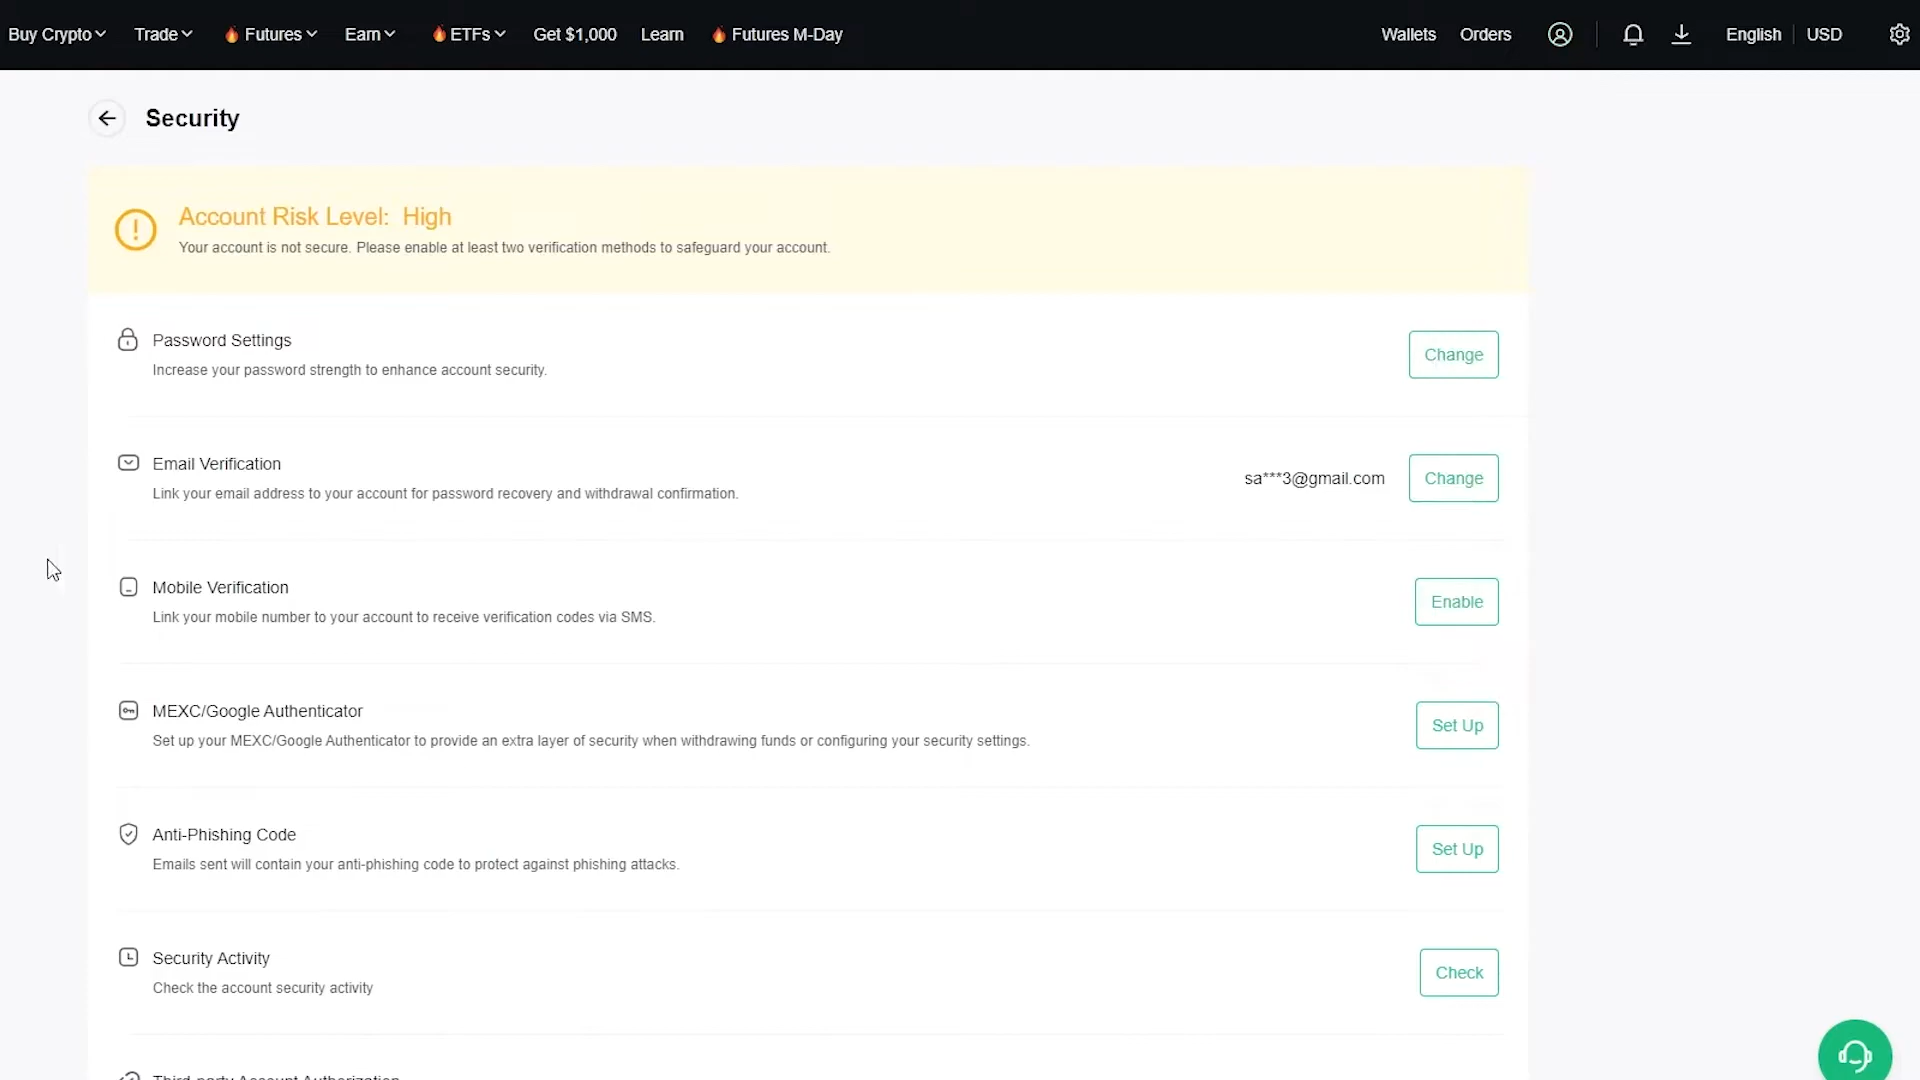 Buy Crypto Trade Futures Earn ETFs Get $1,000 Learn Futures M-Day Wallets Orders English USD
Security
Account Risk Level: High
Your account is not secure. Please enable at least two verification methods to safeguard your account.
Password Settings
Increase your password strength to enhance account security.
Change
Email Verification
Link your email address to your account for password recovery and withdrawal confirmation.
sa***3@gmail.com
Change
Mobile Verification
Link your mobile number to your account to receive verification codes via SMS.
Enable
MEXC/Google Authenticator
Set up your MEXC/Google Authenticator to provide an extra layer of security when withdrawing funds or configuring your security settings.
Set Up
Anti-Phishing Code
Emails sent will contain your anti-phishing code to protect against phishing attacks.
Set Up
Security Activity
Check the account security activity
Check
Third-party Account Authorization